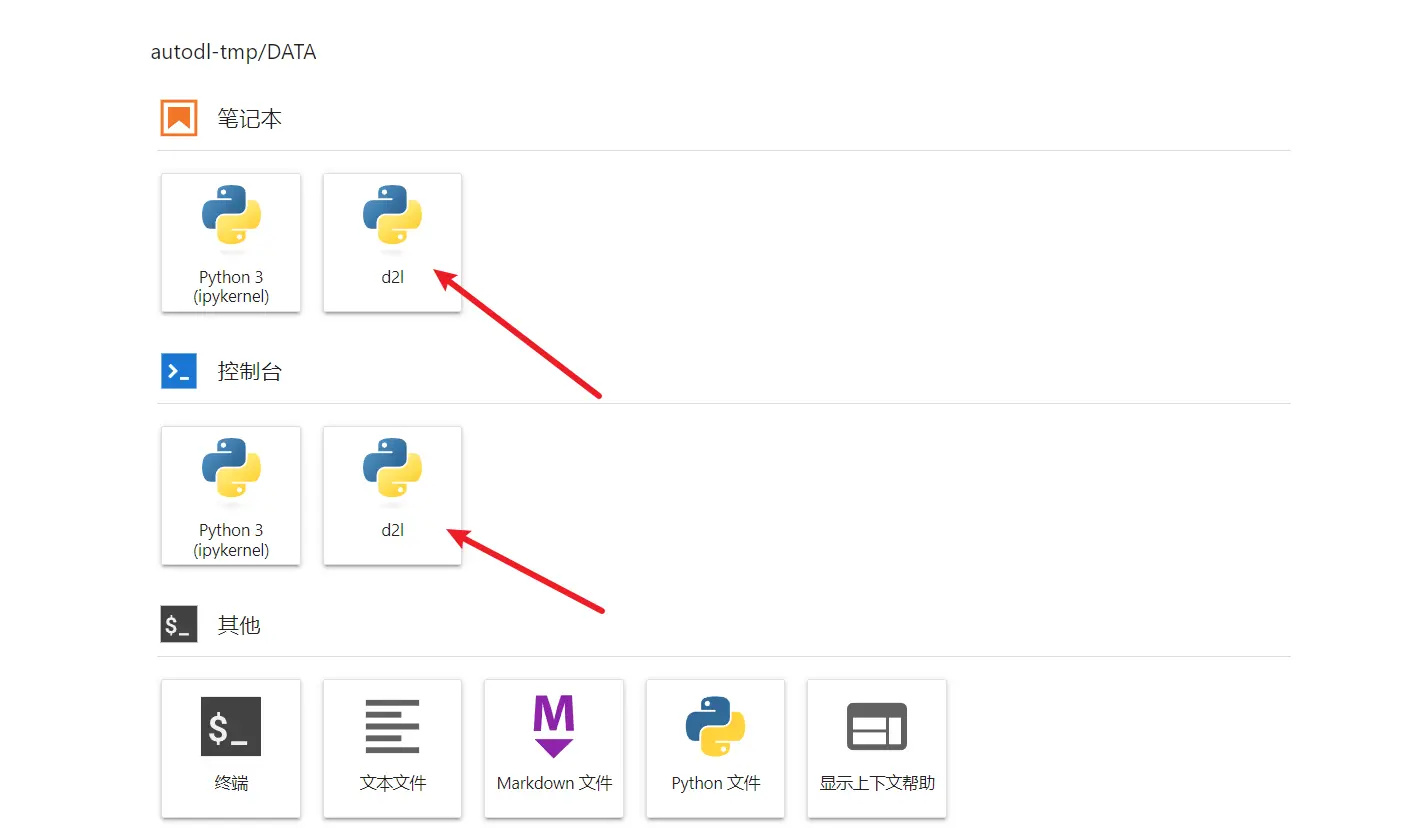 autodl-tmp/DATA
笔记本
Python 3
(ipykernel)
d2l
控制台
Python 3
(ipykernel)
d2l
$_
其他
$_
终端
文本文件
M
Markdown 文件
Python 文件
显示上下文帮助